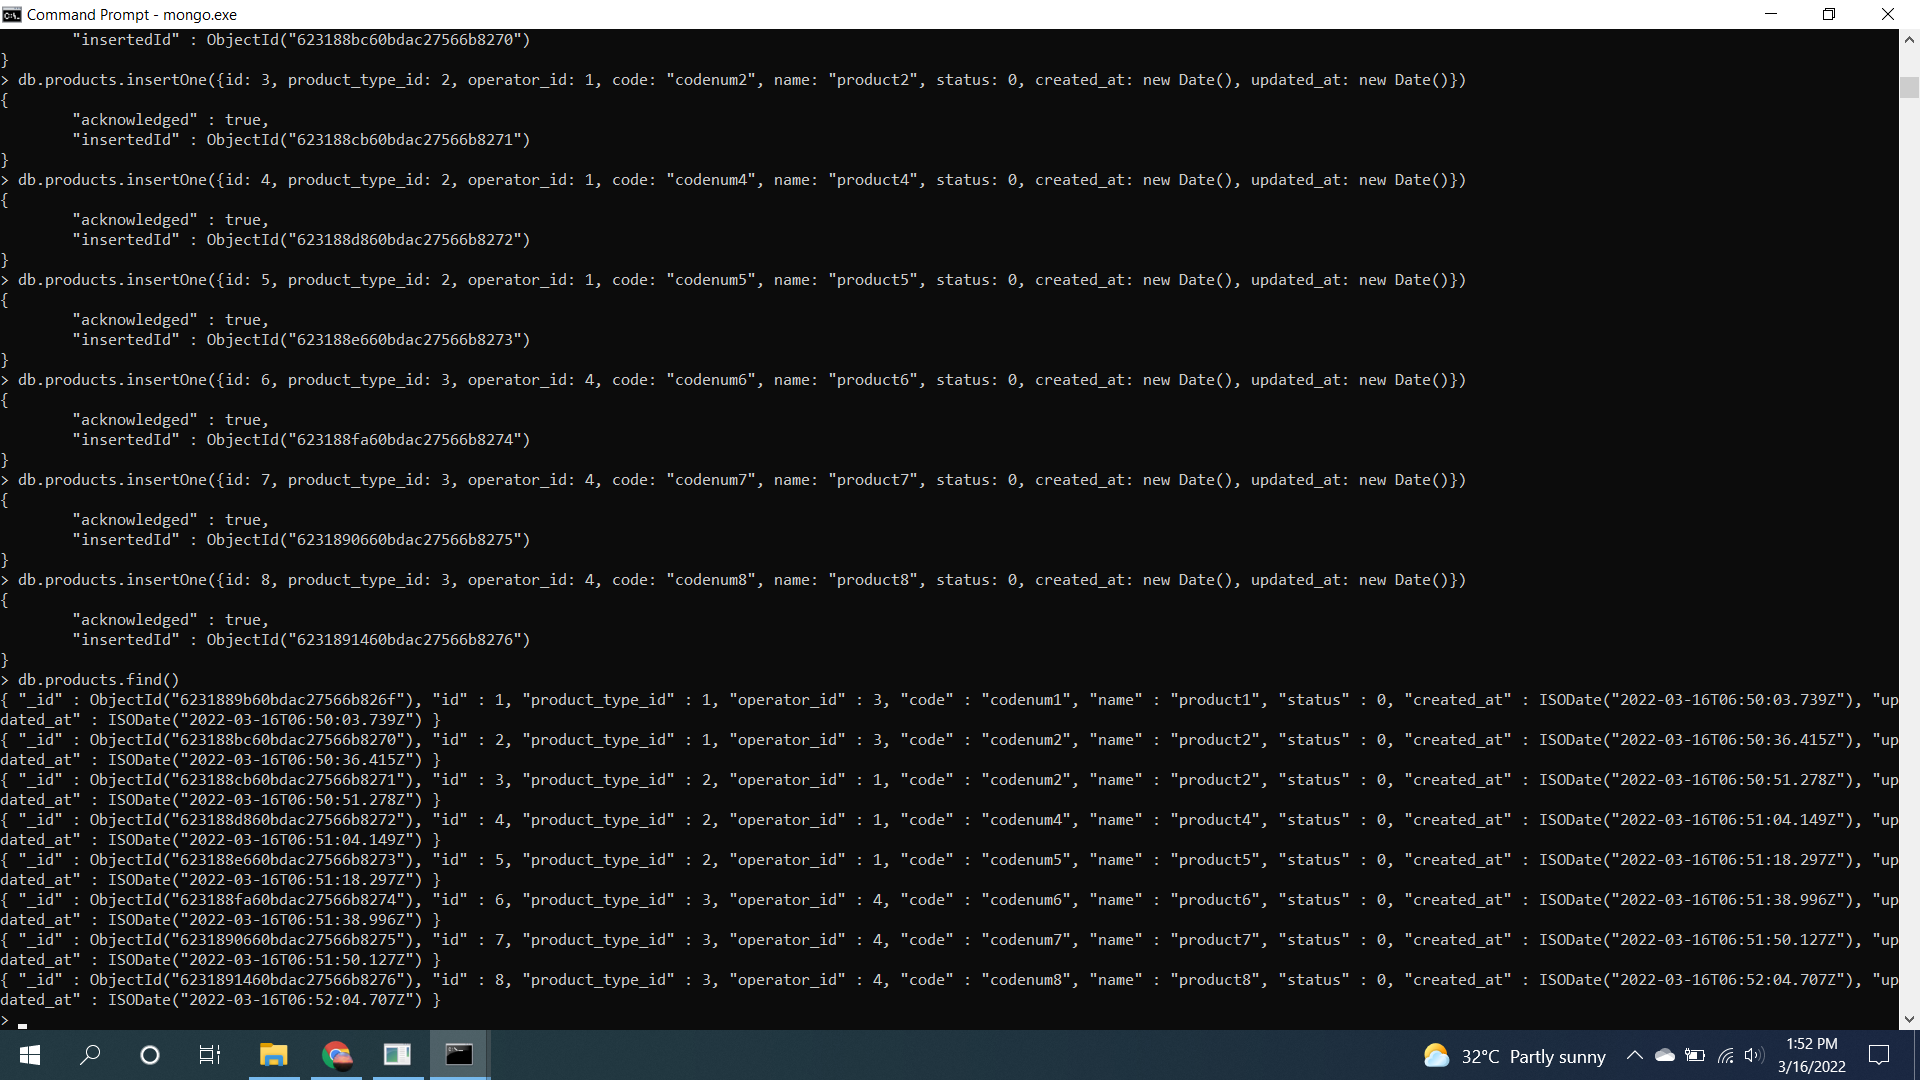 Command Prompt - mongo.exe
        "insertedId" : ObjectId("623188bc60bdac27566b8270")
}
> db.products.insertOne({id: 3, product_type_id: 2, operator_id: 1, code: "codenum2", name: "product2", status: 0, created_at: new Date(), updated_at: new Date()})
{
        "acknowledged" : true,
        "insertedId" : ObjectId("623188cb60bdac27566b8271")
}
> db.products.insertOne({id: 4, product_type_id: 2, operator_id: 1, code: "codenum4", name: "product4", status: 0, created_at: new Date(), updated_at: new Date()})
{
        "acknowledged" : true,
        "insertedId" : ObjectId("623188d860bdac27566b8272")
}
> db.products.insertOne({id: 5, product_type_id: 2, operator_id: 1, code: "codenum5", name: "product5", status: 0, created_at: new Date(), updated_at: new Date()})
{
        "acknowledged" : true,
        "insertedId" : ObjectId("623188e660bdac27566b8273")
}
> db.products.insertOne({id: 6, product_type_id: 3, operator_id: 4, code: "codenum6", name: "product6", status: 0, created_at: new Date(), updated_at: new Date()})
{
        "acknowledged" : true,
        "insertedId" : ObjectId("623188fa60bdac27566b8274")
}
> db.products.insertOne({id: 7, product_type_id: 3, operator_id: 4, code: "codenum7", name: "product7", status: 0, created_at: new Date(), updated_at: new Date()})
{
        "acknowledged" : true,
        "insertedId" : ObjectId("6231890660bdac27566b8275")
}
> db.products.insertOne({id: 8, product_type_id: 3, operator_id: 4, code: "codenum8", name: "product8", status: 0, created_at: new Date(), updated_at: new Date()})
{
        "acknowledged" : true,
        "insertedId" : ObjectId("6231891460bdac27566b8276")
}
> db.products.find()
{ "_id" : ObjectId("6231889b60bdac27566b826f"), "id" : 1, "product_type_id" : 1, "operator_id" : 3, "code" : "codenum1", "name" : "product1", "status" : 0, "created_at" : ISODate("2022-03-16T06:50:03.739Z"), "up
dated_at" : ISODate("2022-03-16T06:50:03.739Z") }
{ "_id" : ObjectId("623188bc60bdac27566b8270"), "id" : 2, "product_type_id" : 1, "operator_id" : 3, "code" : "codenum2", "name" : "product2", "status" : 0, "created_at" : ISODate("2022-03-16T06:50:36.415Z"), "up
dated_at" : ISODate("2022-03-16T06:50:36.415Z") }
{ "_id" : ObjectId("623188cb60bdac27566b8271"), "id" : 3, "product_type_id" : 2, "operator_id" : 1, "code" : "codenum2", "name" : "product2", "status" : 0, "created_at" : ISODate("2022-03-16T06:50:51.278Z"), "up
dated_at" : ISODate("2022-03-16T06:50:51.278Z") }
{ "_id" : ObjectId("623188d860bdac27566b8272"), "id" : 4, "product_type_id" : 2, "operator_id" : 1, "code" : "codenum4", "name" : "product4", "status" : 0, "created_at" : ISODate("2022-03-16T06:51:04.149Z"), "up
dated_at" : ISODate("2022-03-16T06:51:04.149Z") }
{ "_id" : ObjectId("623188e660bdac27566b8273"), "id" : 5, "product_type_id" : 2, "operator_id" : 1, "code" : "codenum5", "name" : "product5", "status" : 0, "created_at" : ISODate("2022-03-16T06:51:18.297Z"), "up
dated_at" : ISODate("2022-03-16T06:51:18.297Z") }
{ "_id" : ObjectId("623188fa60bdac27566b8274"), "id" : 6, "product_type_id" : 3, "operator_id" : 4, "code" : "codenum6", "name" : "product6", "status" : 0, "created_at" : ISODate("2022-03-16T06:51:38.996Z"), "up
dated_at" : ISODate("2022-03-16T06:51:38.996Z") }
{ "_id" : ObjectId("6231890660bdac27566b8275"), "id" : 7, "product_type_id" : 3, "operator_id" : 4, "code" : "codenum7", "name" : "product7", "status" : 0, "created_at" : ISODate("2022-03-16T06:51:50.127Z"), "up
dated_at" : ISODate("2022-03-16T06:51:50.127Z") }
{ "_id" : ObjectId("6231891460bdac27566b8276"), "id" : 8, "product_type_id" : 3, "operator_id" : 4, "code" : "codenum8", "name" : "product8", "status" : 0, "created_at" : ISODate("2022-03-16T06:52:04.707Z"), "up
dated_at" : ISODate("2022-03-16T06:52:04.707Z") }
>
32°C Partly sunny
1:52 PM
3/16/2022